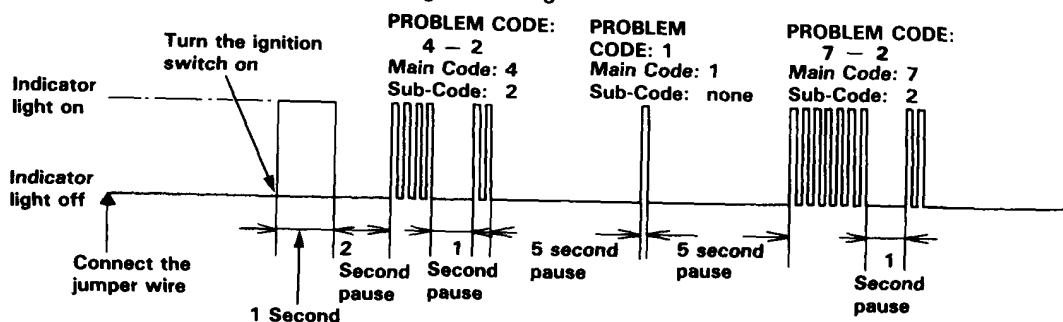 PROBLEM CODE:
4 – 2
Main Code: 4
Sub-Code: 2
PROBLEM
CODE: 1
Main Code: 1
Sub-Code: none
PROBLEM CODE:
7 – 2
Main Code: 7
Sub-Code: 2
Turn the ignition
switch on
Indicator
light on
Indicator
light off
Connect the
jumper wire
1 Second
2
Second
pause
1
Second
pause
5 second
pause
5 second
pause
1
Second
pause